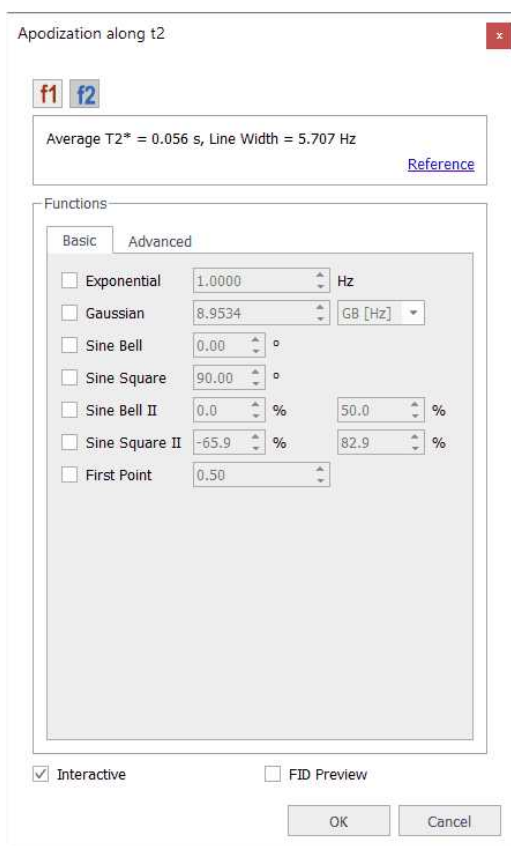 Apodization along t2
x
f1 f2
Average T2* = 0.056 s, Line Width = 5.707 Hz
Reference
Functions
Basic Advanced
Exponential 1.0000 Hz
Gaussian 8.9534 GB [Hz]
Sine Bell 0.00 º
Sine Square 90.00 º
Sine Bell II 0.0 % 50.0 %
Sine Square II -65.9 % 82.9 %
First Point 0.50
Interactive FID Preview
OK Cancel